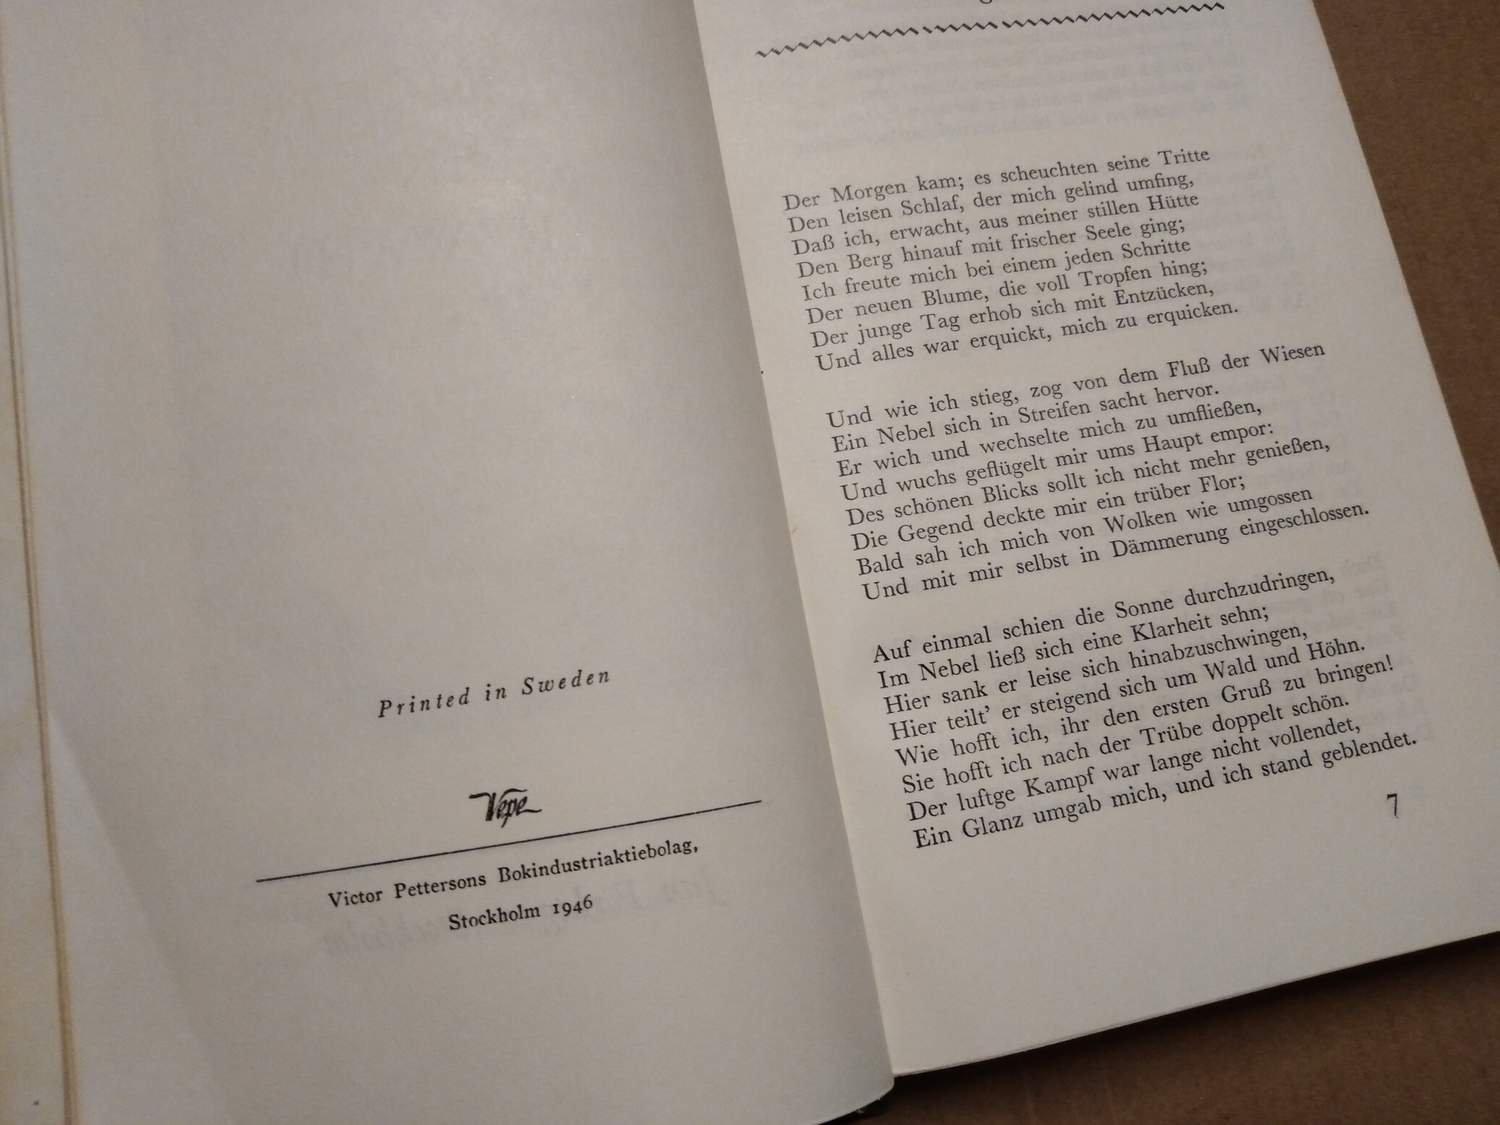 Printed in Sweden
Vepe
Victor Pettersons Bokindustriaktiebolag,
Stockholm 1946
Der Morgen kam; es scheuchten seine Tritte
Den leisen Schlaf, der mich gelind umfing,
Daß ich, erwacht, aus meiner stillen Hütte
Den Berg hinauf mit frischer Seele ging;
Ich freute mich bei einem jeden Schritte
Der neuen Blume, die voll Tropfen hing;
Der junge Tag erhob sich mit Entzücken,
Und alles war erquickt, mich zu erquicken.
Und wie ich stieg, zog von dem Fluß der Wiesen
Ein Nebel sich in Streifen sacht hervor.
Er wich und wechselte mich zu umfließen,
Und wuchs geflügelt mir ums Haupt empor:
Des schönen Blicks sollt ich nicht mehr genießen,
Die Gegend deckte mir ein trüber Flor;
Bald sah ich mich von Wolken wie umgossen
Und mit mir selbst in Dämmerung eingeschlossen.
Auf einmal schien die Sonne durchzudringen,
Im Nebel ließ sich eine Klarheit sehn;
Hier sank er leise sich hinabzuschwingen,
Hier teilt' er steigend sich um Wald und Höhn.
Wie hofft ich, ihr den ersten Gruß zu bringen!
Sie hofft ich nach der Trübe doppelt schön.
Der luftge Kampf war lange nicht vollendet,
Ein Glanz umgab mich, und ich stand geblendet.
7